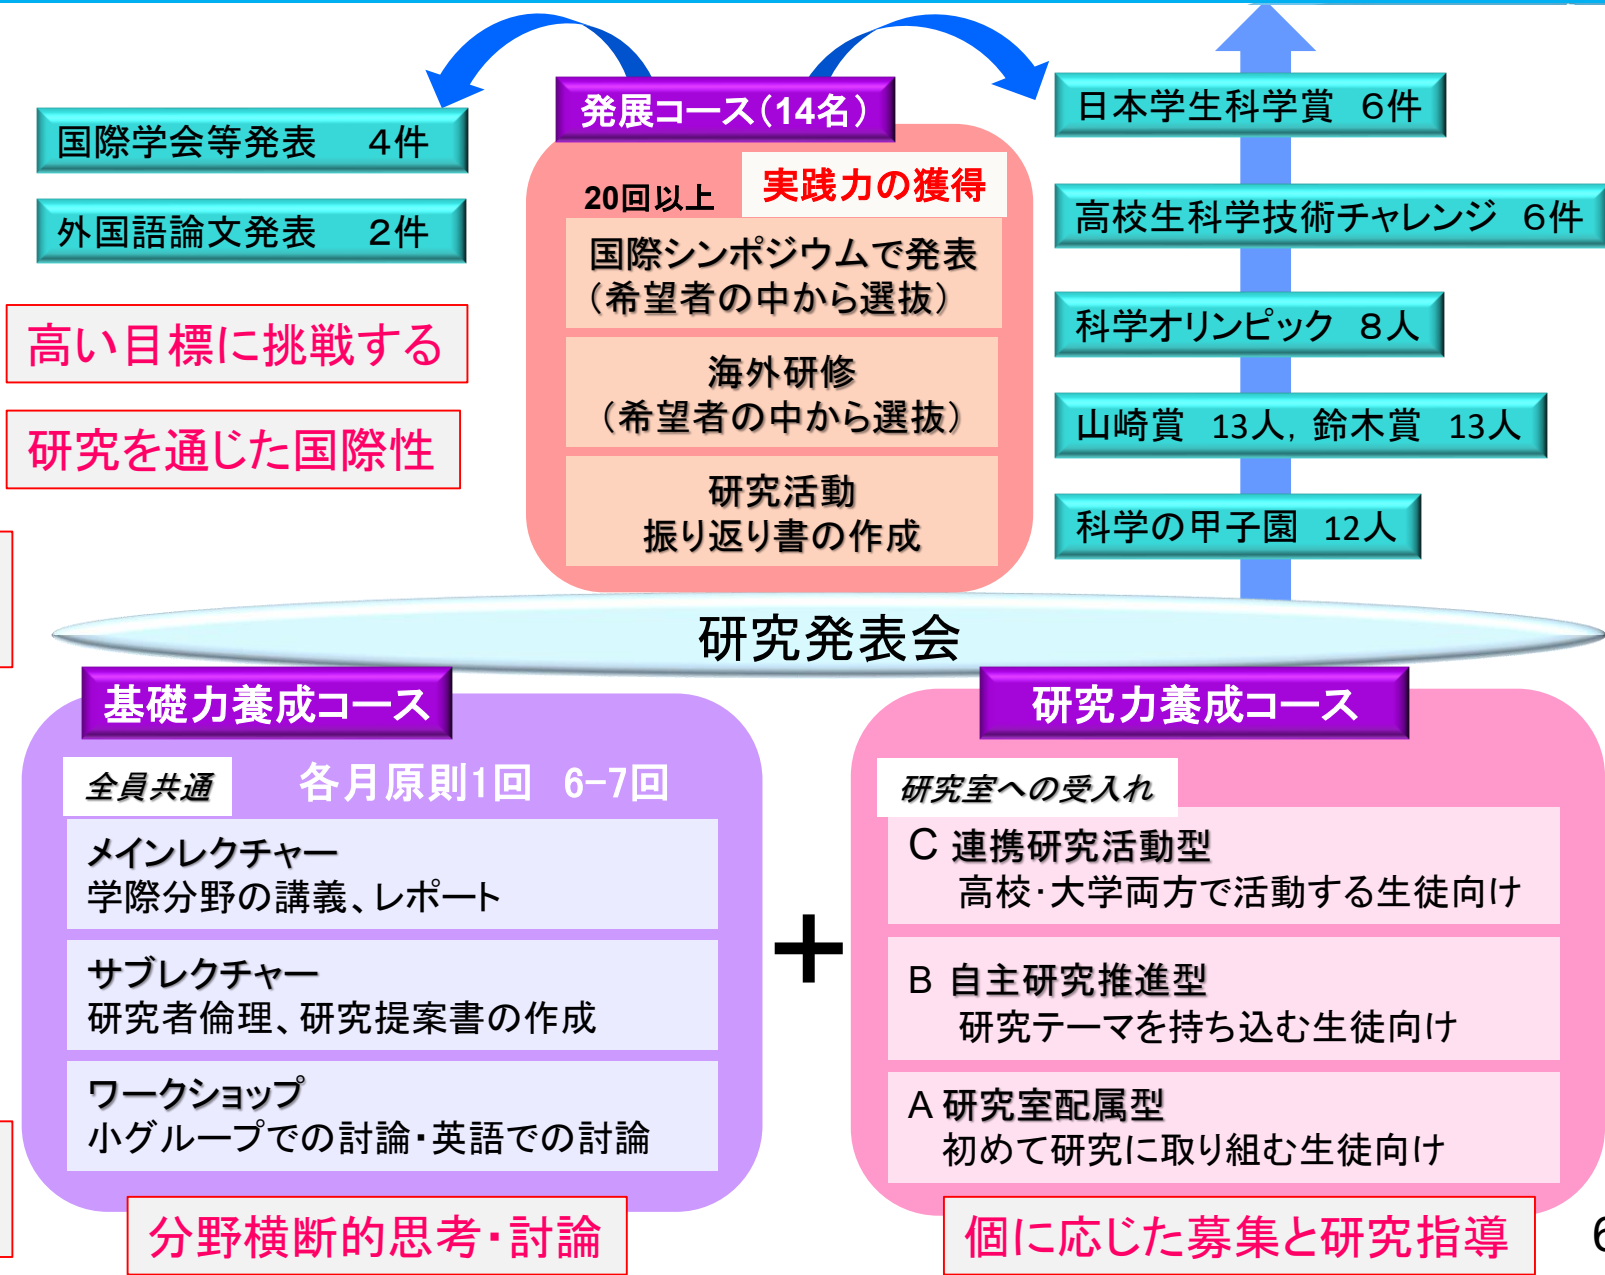 発展コース(14名)
20回以上
実践力の獲得
国際シンポジウムで発表
(希望者の中から選抜)
海外研修
(希望者の中から選抜)
研究活動
振り返り書の作成
国際学会等発表　4件
外国語論文発表　2件
高い目標に挑戦する
研究を通じた国際性
日本学生科学賞　6件
高校生科学技術チャレンジ　6件
科学オリンピック　8人
山崎賞　13人, 鈴木賞　13人
科学の甲子園　12人
研究発表会
基礎力養成コース
全員共通
各月原則1回　6-7回
メインレクチャー
学際分野の講義、レポート
サブレクチャー
研究者倫理、研究提案書の作成
ワークショップ
小グループでの討論・英語での討論
分野横断的思考・討論
+
研究力養成コース
研究室への受入れ
C 連携研究活動型
高校・大学両方で活動する生徒向け
B 自主研究推進型
研究テーマを持ち込む生徒向け
A 研究室配属型
初めて研究に取り組む生徒向け
個に応じた募集と研究指導
6